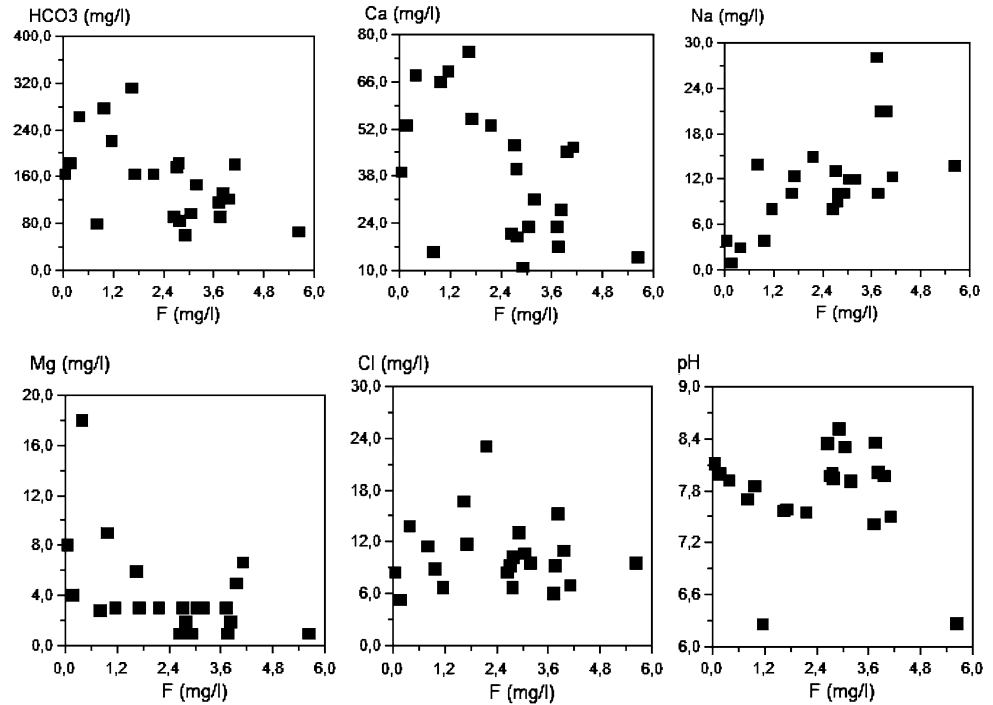 HCO3 (mg/l)
400,0
320,0
240,0
160,0
80,0
0,0
0,0 1,2 2,4 3,6 4,8 6,0
F (mg/l)
Ca (mg/l)
80,0
66,0
52,0
38,0
24,0
10,0
0,0 1,2 2,4 3,6 4,8 6,0
F (mg/l)
Na (mg/l)
30,0
24,0
18,0
12,0
6,0
0,0
0,0 1,2 2,4 3,6 4,8 6,0
F (mg/l)
Mg (mg/l)
20,0
16,0
12,0
8,0
4,0
0,0
0,0 1,2 2,4 3,6 4,8 6,0
F (mg/l)
Cl (mg/l)
30,0
24,0
18,0
12,0
6,0
0,0
0,0 1,2 2,4 3,6 4,8 6,0
F (mg/l)
pH
9,0
8,4
7,8
7,2
6,6
6,0
0,0 1,2 2,4 3,6 4,8 6,0
F (mg/l)